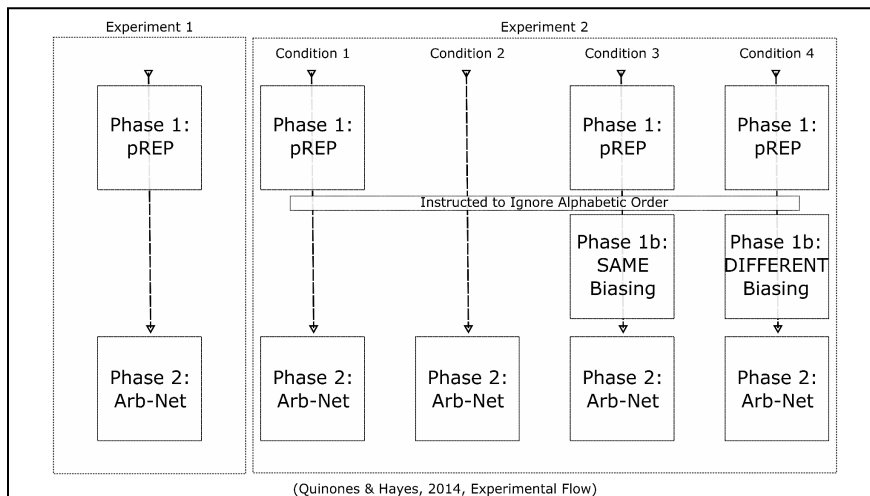 Experiment 1
Experiment 2
Condition 1
Condition 2
Condition 3
Condition 4
Phase 1:
pREP
Phase 1:
pREP
Phase 1:
pREP
Phase 1:
pREP
Instructed to Ignore Alphabetic Order
Phase 1b:
SAME
Biasing
Phase 1b:
DIFFERENT
Biasing
Phase 2:
Arb-Net
Phase 2:
Arb-Net
Phase 2:
Arb-Net
Phase 2:
Arb-Net
Phase 2:
Arb-Net
(Quinones & Hayes, 2014, Experimental Flow)